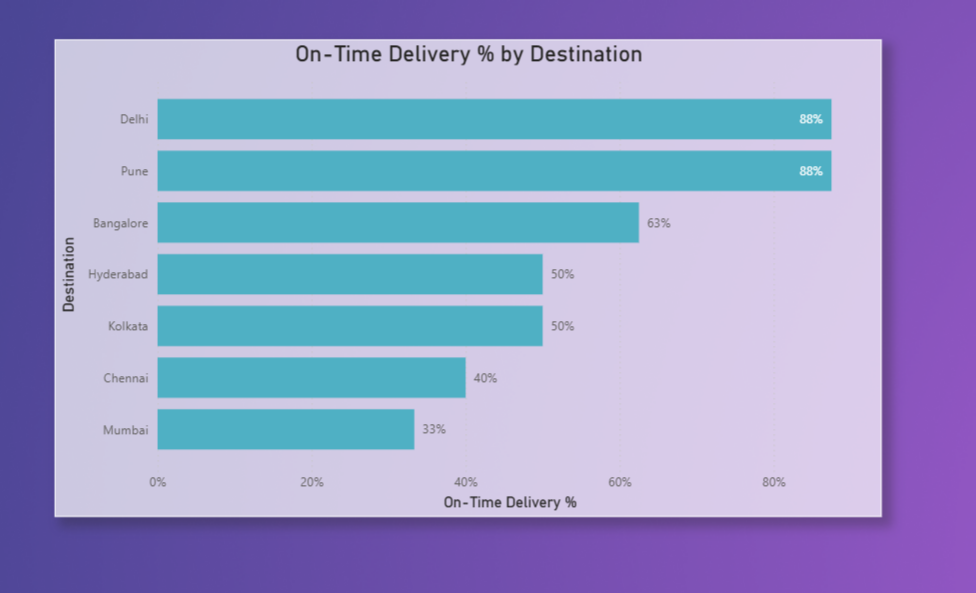 On-Time Delivery % by Destination
Destination
Delhi 88%
Pune 88%
Bangalore 63%
Hyderabad 50%
Kolkata 50%
Chennai 40%
Mumbai 33%
0% 20% 40% 60% 80%
On-Time Delivery %